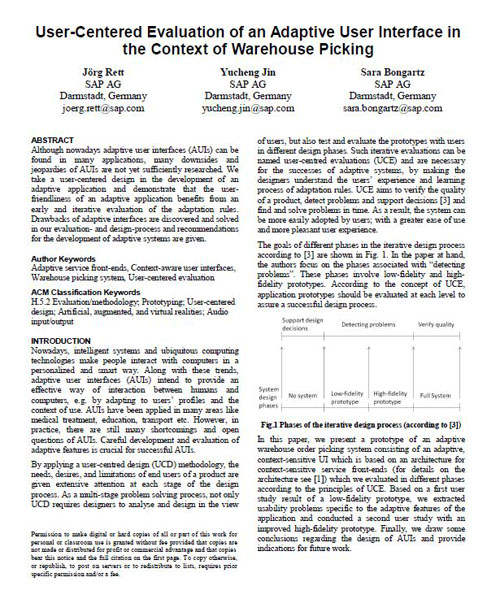 User-Centered Evaluation of an Adaptive User Interface in
the Context of Warehouse Picking
Jörg Rett
SAP AG
Darmstadt, Germany
joerg.rett@sap.com
Yucheng Jin
SAP AG
Darmstadt, Germany
yucheng.jin@sap.com
Sara Bongartz
SAP AG
Darmstadt, Germany
sara.bongartz@sap.com
ABSTRACT
Although nowadays adaptive user interfaces (AUIs) can be
found in many applications, many downsides and
jeopardies of AUIs are not yet sufficiently researched. We
take a user-centered design in the development of an
adaptive application and demonstrate that the user-
friendliness of an adaptive application benefits from an
early and iterative evaluation of the adaptation rules.
Drawbacks of adaptive interfaces are discovered and solved
in our evaluation- and design-process and recommendations
for the development of adaptive systems are given.
Author Keywords
Adaptive service front-ends, Context-aware user interfaces,
Warehouse picking system, User-centered evaluation
ACM Classification Keywords
H.5.2 Evaluation/methodology; Prototyping; User-centered
design; Artificial, augmented, and virtual realities; Audio
input/output
INTRODUCTION
Nowadays, intelligent systems and ubiquitous computing
technologies make people interact with computers in a
personalized and smart way. Along with these trends,
adaptive user interfaces (AUIs) intend to provide an
effective way of interaction between humans and
computers, e.g. by adapting to users' profiles and the
context of use. AUIs have been applied in many areas like
medical treatment, education, transport etc. However, in
practice, there are still many shortcomings and open
questions of AUIs. Careful development and evaluation of
adaptive features is crucial for successful AUIs.
By applying a user-centred design (UCD) methodology, the
needs, desires, and limitations of end users of a product are
given extensive attention at each stage of the design
process. As a multi-stage problem solving process, not only
UCD requires designers to analyse and design in the view
Permission to make digital or hard copies of all or part of this work for
personal or classroom use is granted without fee provided that copies are
not made or distributed for profit or commercial advantage and that copies
bear this notice and the full citation on the first page. To copy otherwise,
or republish, to post on servers or to redistribute to lists, requires prior
specific permission and/or a fee.
of users, but also test and evaluate the prototypes with users
in different design phases. Such iterative evaluations can be
named user-centred evaluations (UCE) and are necessary
for the successes of adaptive systems, by making the
designers understand the users' experience and learning
process of adaptation rules. UCE aims to verify the quality
of a product, detect problems and support decisions [3] and
find and solve problems in time. As a result, the system can
be more easily adopted by users; with a greater ease of use
and more pleasant user experience.
The goals of different phases in the iterative design process
according to [3] are shown in Fig. 1. In the paper at hand,
the authors focus on the phases associated with "detecting
problems". These phases involve low-fidelity and high-
fidelity prototypes. According to the concept of UCE,
application prototypes should be evaluated at each level to
assure a successful design process.
Support design
decisions
Detecting problems
Verify quality
System
design
phases
No system
Low-fidelity
prototype
High-fidelity
prototype
Full System
Fig.1 Phases of the iterative design process (according to [3])
In this paper, we present a prototype of an adaptive
warehouse order picking system consisting of an adaptive,
context-sensitive UI which is based on an architecture for
context-sensitive service front-ends (for details on the
architecture see [1]) which we evaluated in different phases
according to the principles of UCE. Based on a first user
study result of a low-fidelity prototype, we extracted
usability problems specific to the adaptive features of the
application and conducted a second user study with an
improved high-fidelity prototype. Finally, we draw some
conclusions regarding the design of AUIs and provide
indications for future work.